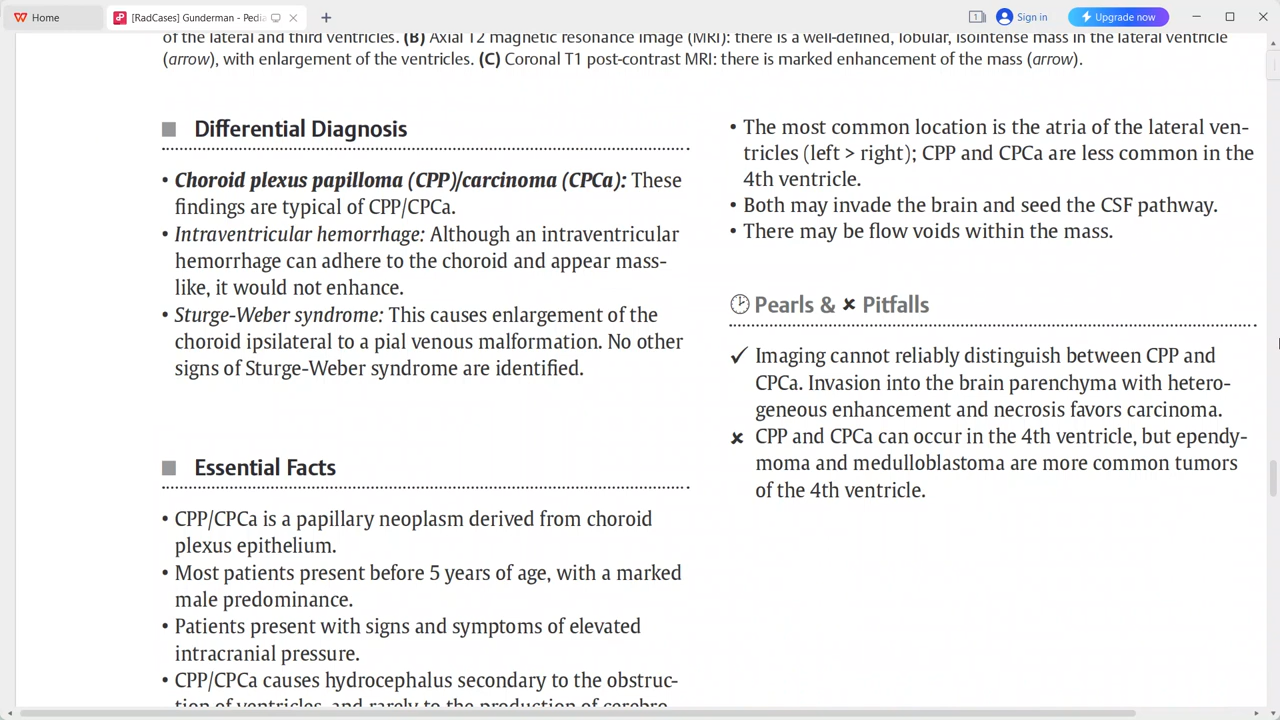 Home
[RadCases] Gunderman - Pedia
1
Sign in
Upgrade now
of the lateral and third ventricles. (B) Axial T2 magnetic resonance image (MRI): there is a well-defined, lobular, isointense mass in the lateral ventricle
(arrow), with enlargement of the ventricles. (C) Coronal T1 post-contrast MRI: there is marked enhancement of the mass (arrow).
Differential Diagnosis
• Choroid plexus papilloma (CPP)/carcinoma (CPCa): These
findings are typical of CPP/CPCa.
• Intraventricular hemorrhage: Although an intraventricular
hemorrhage can adhere to the choroid and appear mass-
like, it would not enhance.
• Sturge-Weber syndrome: This causes enlargement of the
choroid ipsilateral to a pial venous malformation. No other
signs of Sturge-Weber syndrome are identified.
Essential Facts
• CPP/CPCa is a papillary neoplasm derived from choroid
plexus epithelium.
• Most patients present before 5 years of age, with a marked
male predominance.
• Patients present with signs and symptoms of elevated
intracranial pressure.
• CPP/CPCa causes hydrocephalus secondary to the obstruc-
tion of ventricles, and rarely to the production of cerebro-
• The most common location is the atria of the lateral ven-
tricles (left > right); CPP and CPCa are less common in the
4th ventricle.
• Both may invade the brain and seed the CSF pathway.
• There may be flow voids within the mass.
Pearls & ✘ Pitfalls
✓ Imaging cannot reliably distinguish between CPP and
CPCa. Invasion into the brain parenchyma with hetero-
geneous enhancement and necrosis favors carcinoma.
✘ CPP and CPCa can occur in the 4th ventricle, but ependy-
moma and medulloblastoma are more common tumors
of the 4th ventricle.